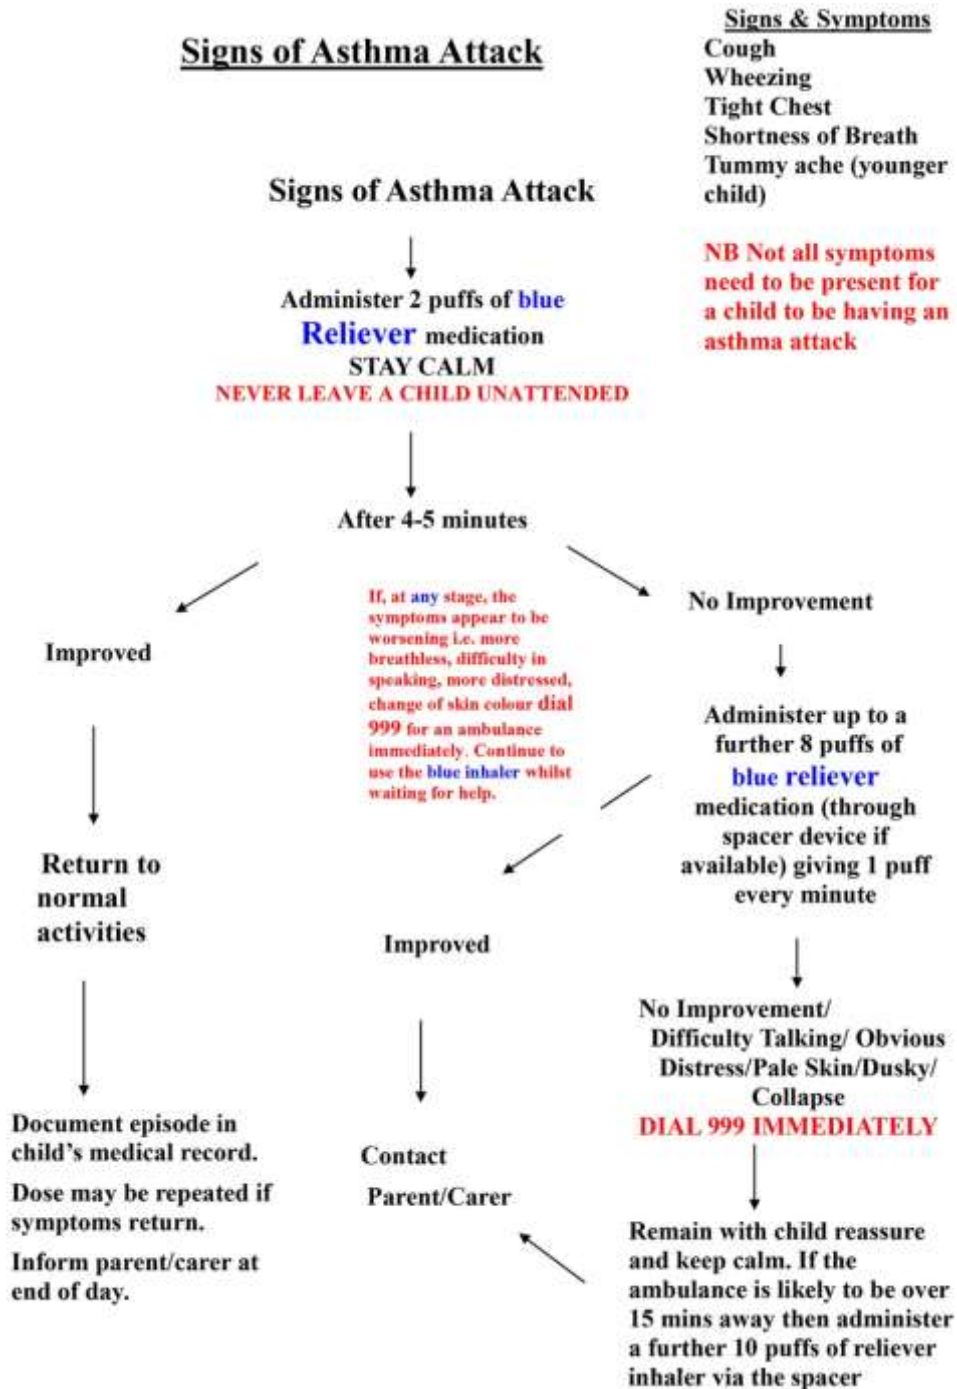 Signs of Asthma Attack
Signs & Symptoms
Cough
Wheezing
Tight Chest
Shortness of Breath
Tummy ache (younger
child)
NB Not all symptoms
need to be present for
a child to be having an
asthma attack
Signs of Asthma Attack
Administer 2 puffs of blue
Reliever medication
STAY CALM
NEVER LEAVE A CHILD UNATTENDED
After 4-5 minutes
If, at any stage, the
symptoms appear to be
worsening i.e. more
breathless, difficulty in
speaking, more distressed,
change of skin colour dial
999 for an ambulance
immediately. Continue to
use the blue inhaler whilst
waiting for help.
Improved
Return to
normal
activities
Document episode in
child's medical record.
Dose may be repeated if
symptoms return.
Inform parent/carer at
end of day.
No Improvement
Administer up to a
further 8 puffs of
blue reliever
medication (through
spacer device if
available) giving 1 puff
every minute
Improved
Contact
Parent/Carer
No Improvement/
Difficulty Talking/ Obvious
Distress/Pale Skin/Dusky/
Collapse
DIAL 999 IMMEDIATELY
Remain with child reassure
and keep calm. If the
ambulance is likely to be over
15 mins away then administer
a further 10 puffs of reliever
inhaler via the spacer